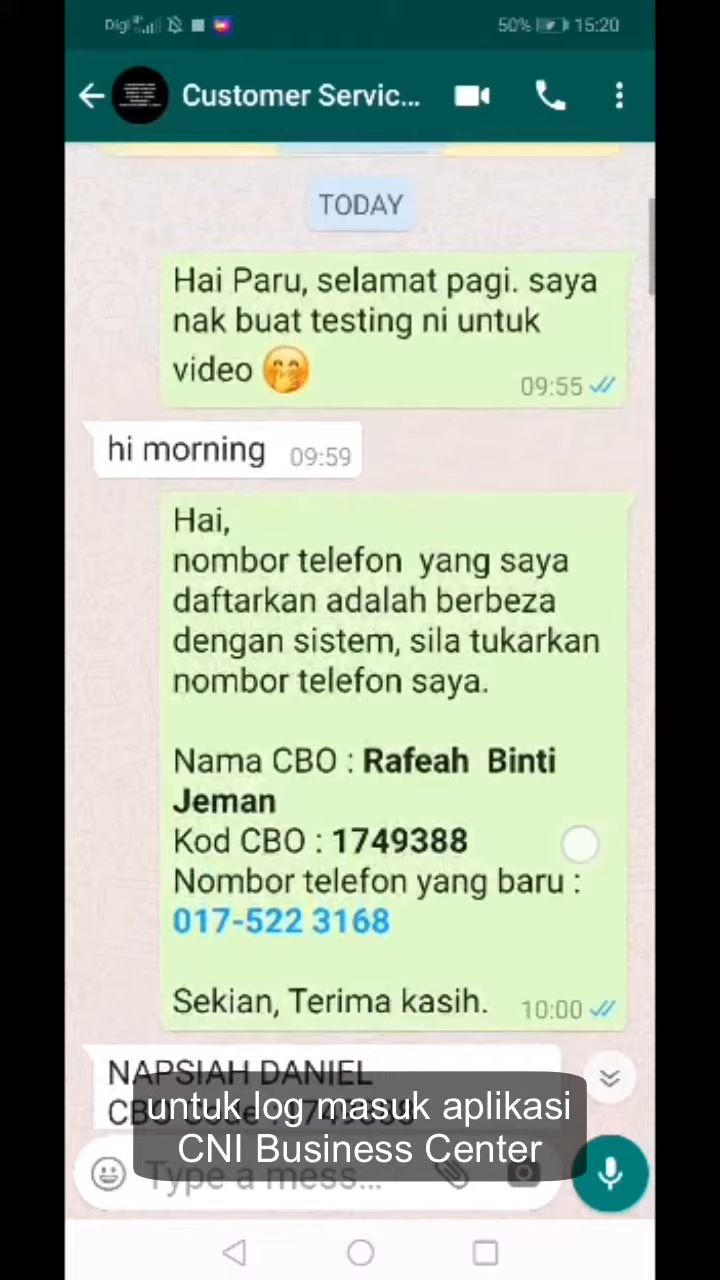 Digi 50% 15:20
Customer Servic...
TODAY
Hai Paru, selamat pagi. saya
nak buat testing ni untuk
video
09:55
hi morning 09:59
Hai,
nombor telefon yang saya
daftarkan adalah berbeza
dengan sistem, sila tukarkan
nombor telefon saya.
Nama CBO : Rafeah Binti
Jeman
Kod CBO : 1749388
Nombor telefon yang baru :
017-522 3168
Sekian, Terima kasih. 10:00
NAPSIAH DANIEL
untuk log masuk aplikasi
CNI Business Center
Type a mess...